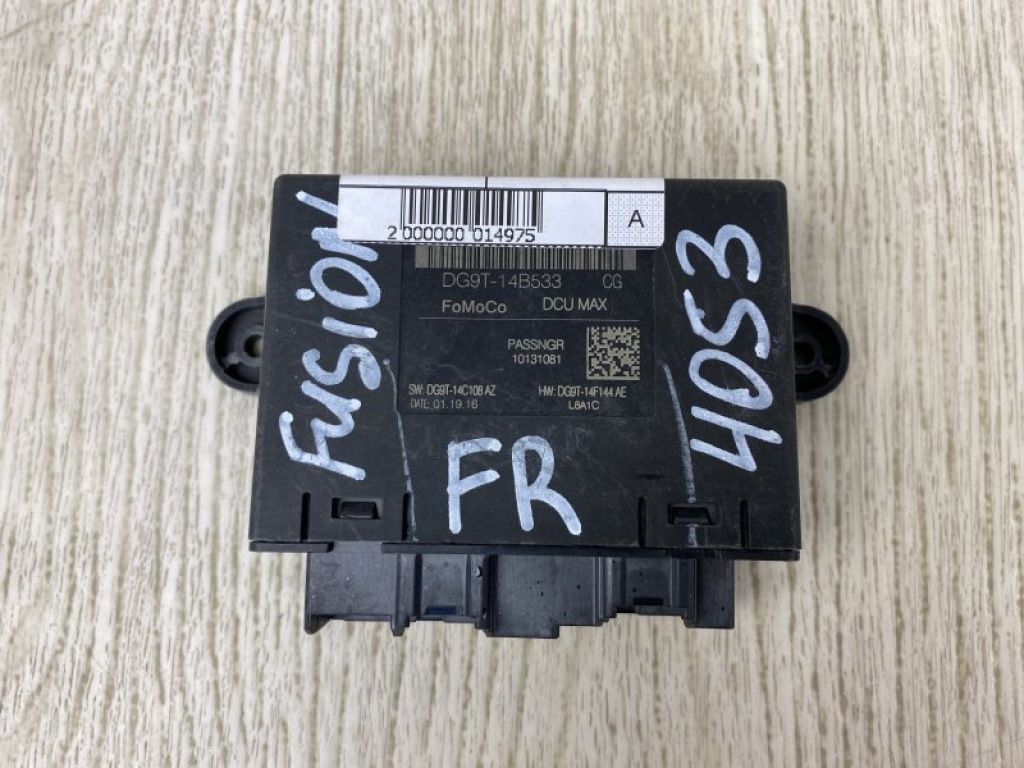 2 000000 014975
A
DG9T-14B533 CG
FoMoCo DCU MAX
PASSNGR
10131081
SW: DG9T-14C108 AZ HW: DG9T-14F144 AE
DATE: 01.19.16 L8A1C
FUSION
FR
4053